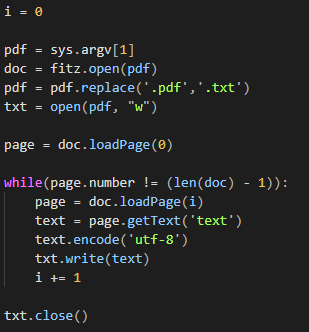 i = 0
pdf = sys.argv[1]
doc = fitz.open(pdf)
pdf = pdf.replace('.pdf','.txt')
txt = open(pdf, "w")
page = doc.loadPage(0)
while(page.number != (len(doc) - 1)):
    page = doc.loadPage(i)
    text = page.getText('text')
    text.encode('utf-8')
    txt.write(text)
    i += 1
txt.close()